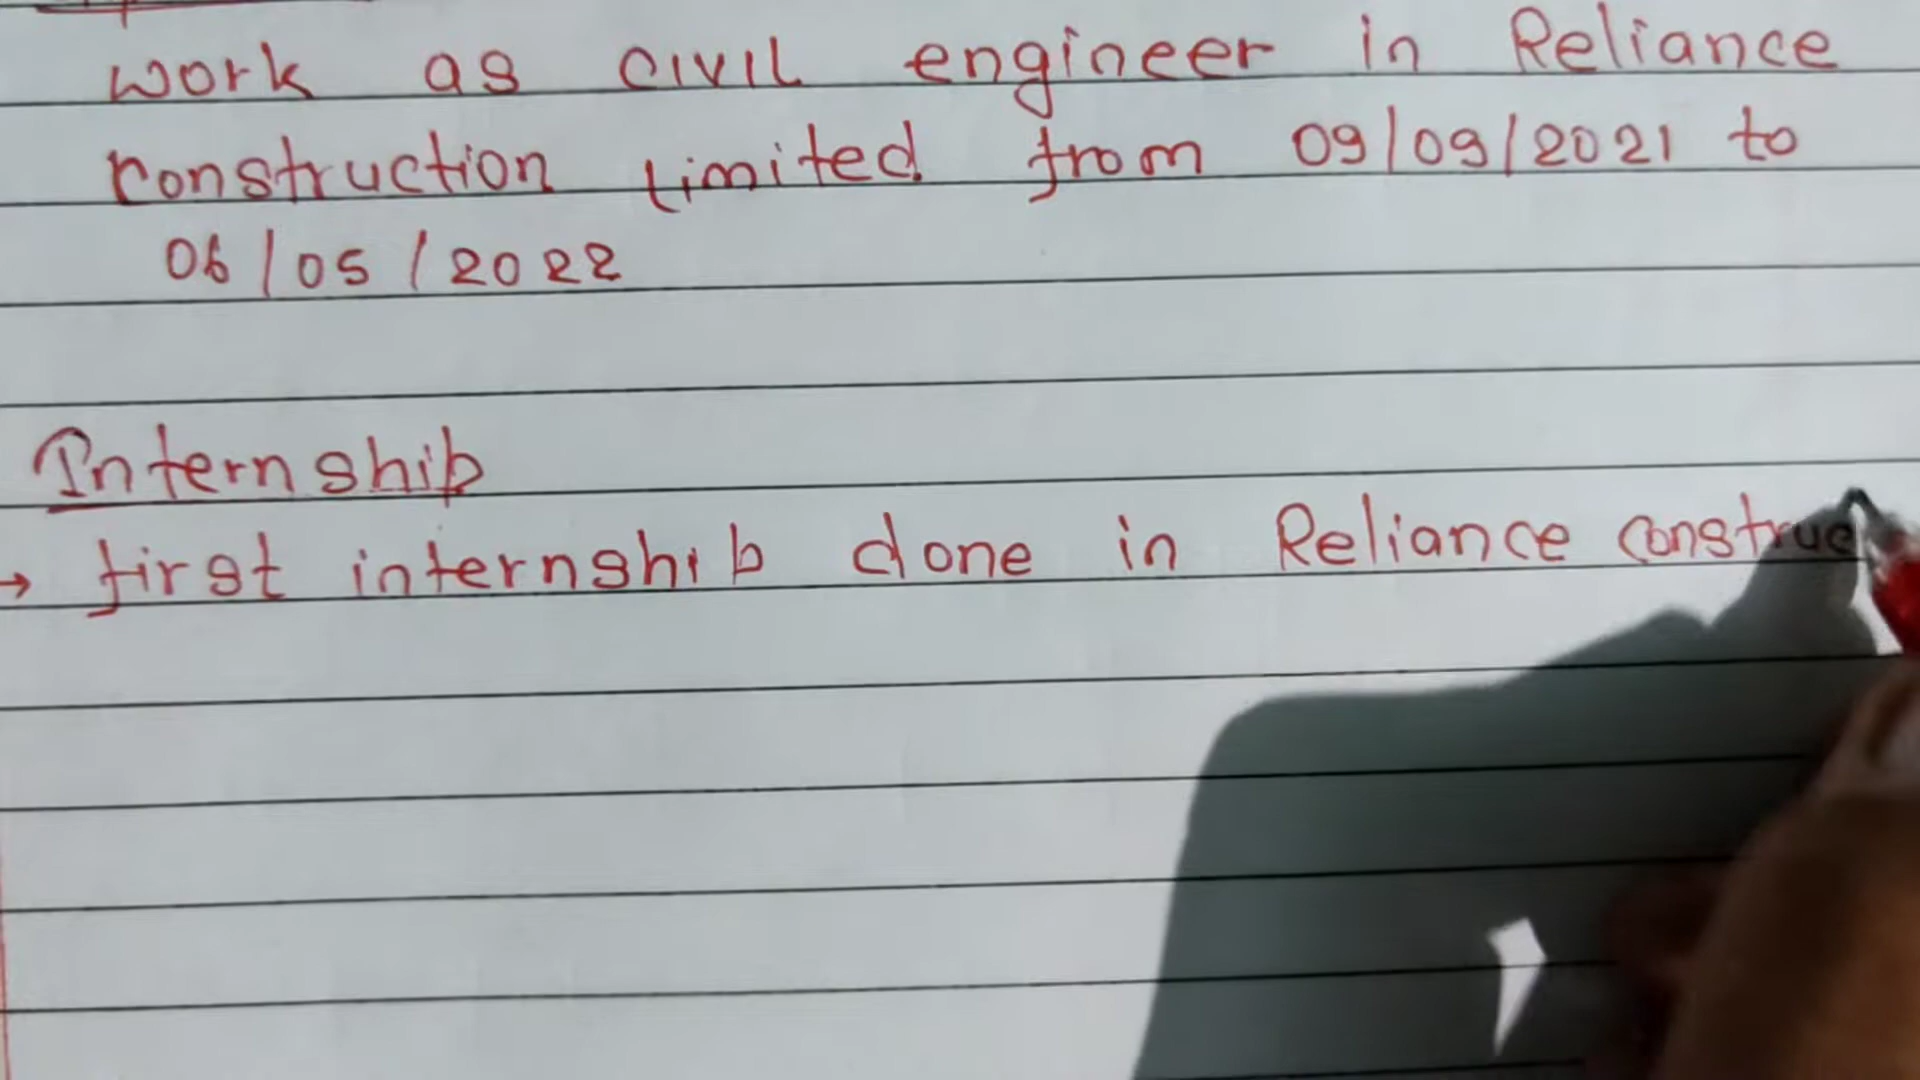 work as civil engineer in Reliance
construction Limited from 09/09/2021 to
06/05/2022
Internship
→ first internship done in Reliance construc